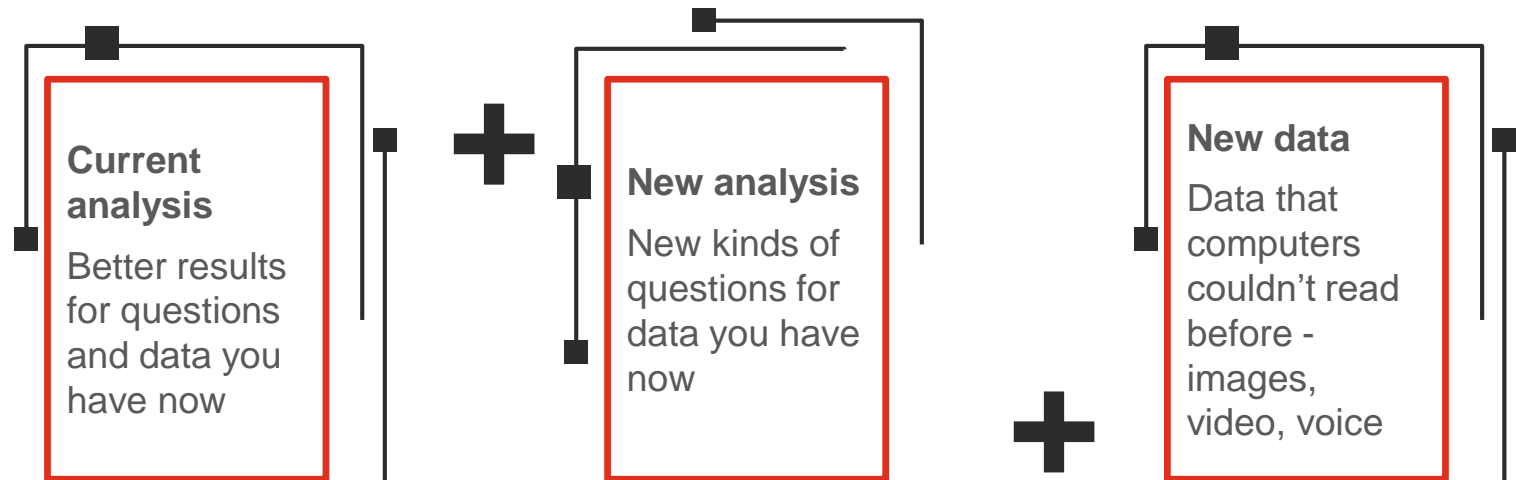 Current
analysis
Better results
for questions
and data you
have now
New analysis
New kinds of
questions for
data you have
now
New data
Data that
computers
couldn’t read
before -
images,
video, voice